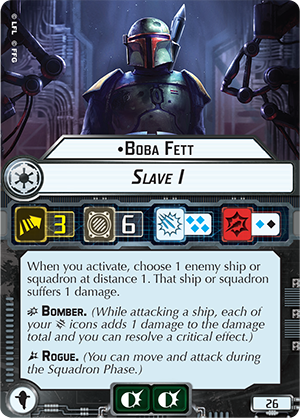 © LFL © FFG
•Boba Fett
Slave I
3 6
When you activate, choose 1 enemy ship or
squadron at distance 1. That ship or squadron
suffers 1 damage.
Bomber. (While attacking a ship, each of
your icons adds 1 damage to the damage
total and you can resolve a critical effect.)
Rogue. (You can move and attack during
the Squadron Phase.)
26